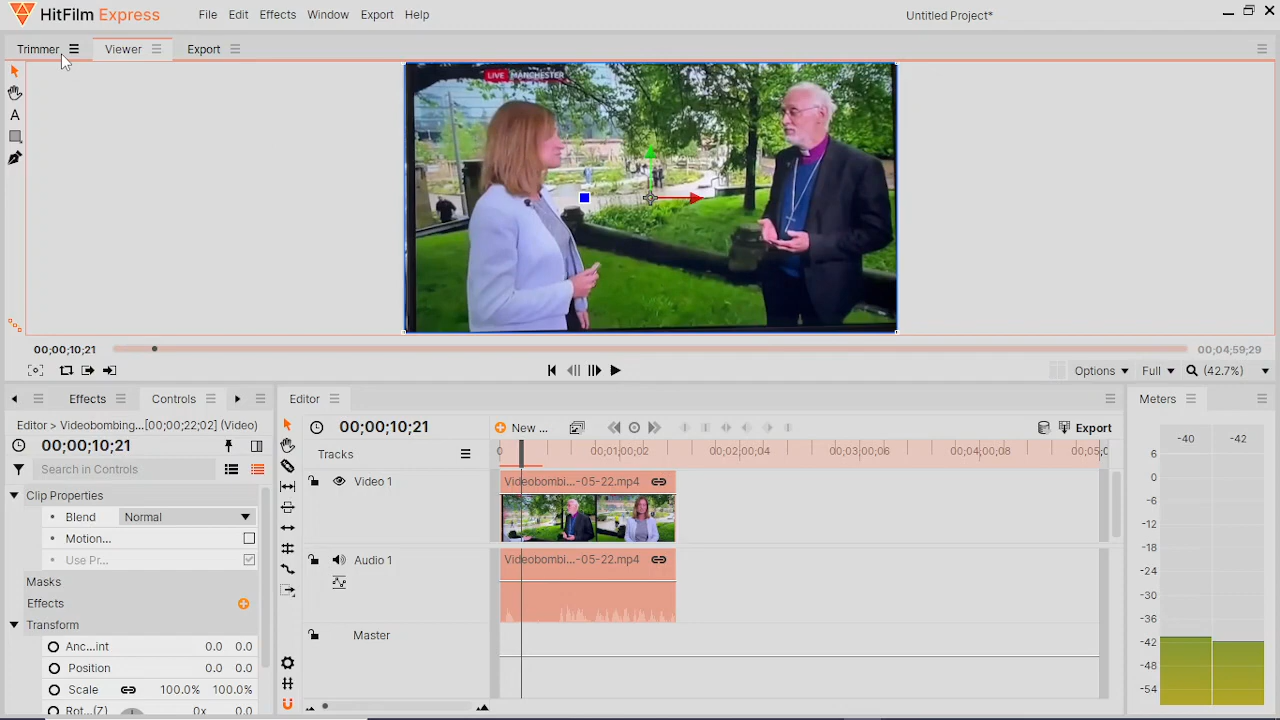 HitFilm Express
File Edit Effects Window Export Help
Untitled Project*
Trimmer Viewer Export
LIVE MANCHESTER
A
00;00;10;21
00;04;59;29
Options Full (42.7%)
Effects Controls
Editor
Meters
Editor > Videobombing...[00;00;22;02) (Video)
00;00;10;21
00;00;10;21
New ...
Export
-40 -42
Search in Controls
Tracks
0 00;01;00;02 00;02;00;04 00;03;00;06 00;04;00;08 00;05;0
Clip Properties
Blend Normal
Motion...
Use Pr...
Masks
Effects
Transform
Anc...int 0.0 0.0
Position 0.0 0.0
Scale 100.0% 100.0%
Rot...(Z) 0x 0.0
Video 1
Videobombi...-05-22.mp4
Audio 1
Videobombi...-05-22.mp4
Master
6
0
-6
-12
-18
-24
-30
-36
-42
-48
-54